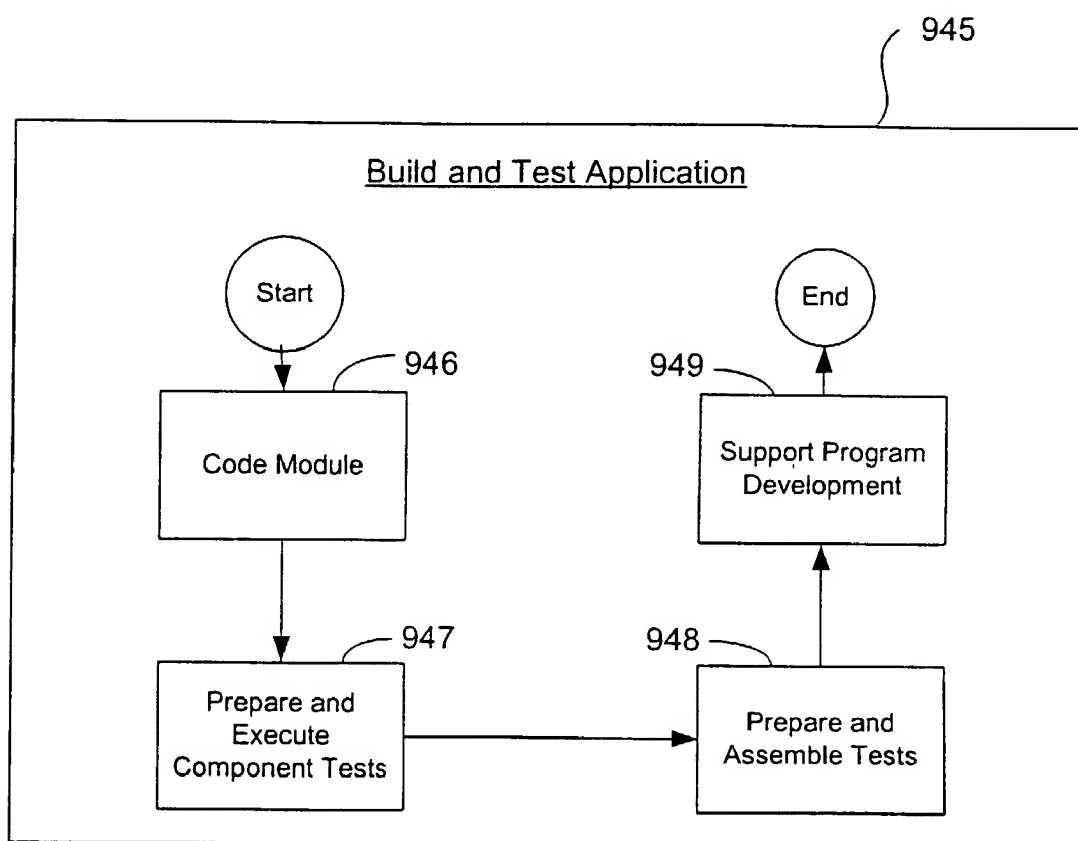 945
Build and Test Application
Start
End
946
949
Code Module
Support Program
Development
947
948
Prepare and
Execute
Component Tests
Prepare and
Assemble Tests